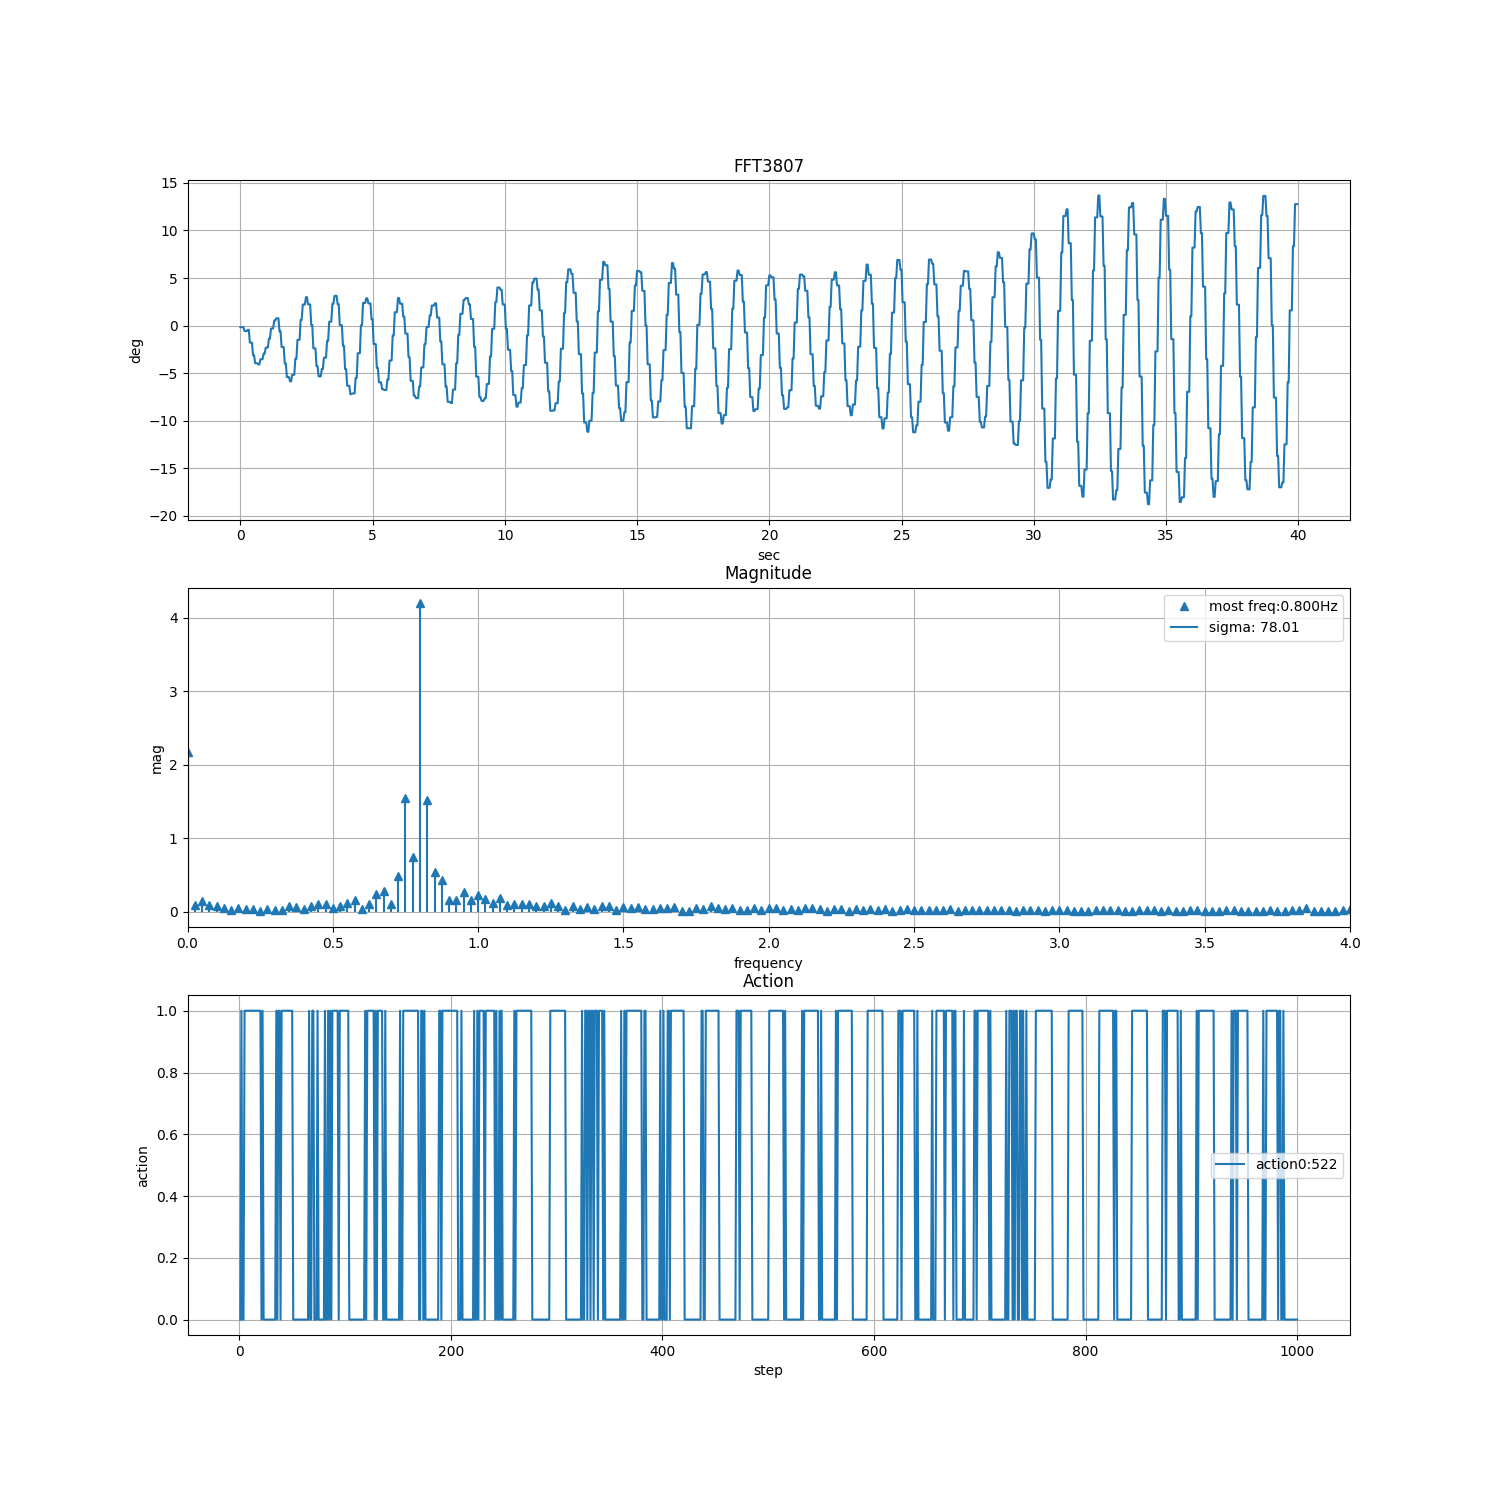 FFT3807
15
10
5
0
−5
−10
−15
−20
deg
0 5 10 15 20 25 30 35 40
sec
Magnitude
most freq:0.800Hz
sigma: 78.01
4
3
2
1
0
mag
0.0 0.5 1.0 1.5 2.0 2.5 3.0 3.5 4.0
frequency
Action
1.0
0.8
0.6
0.4
0.2
0.0
action
action0:522
0 200 400 600 800 1000
step